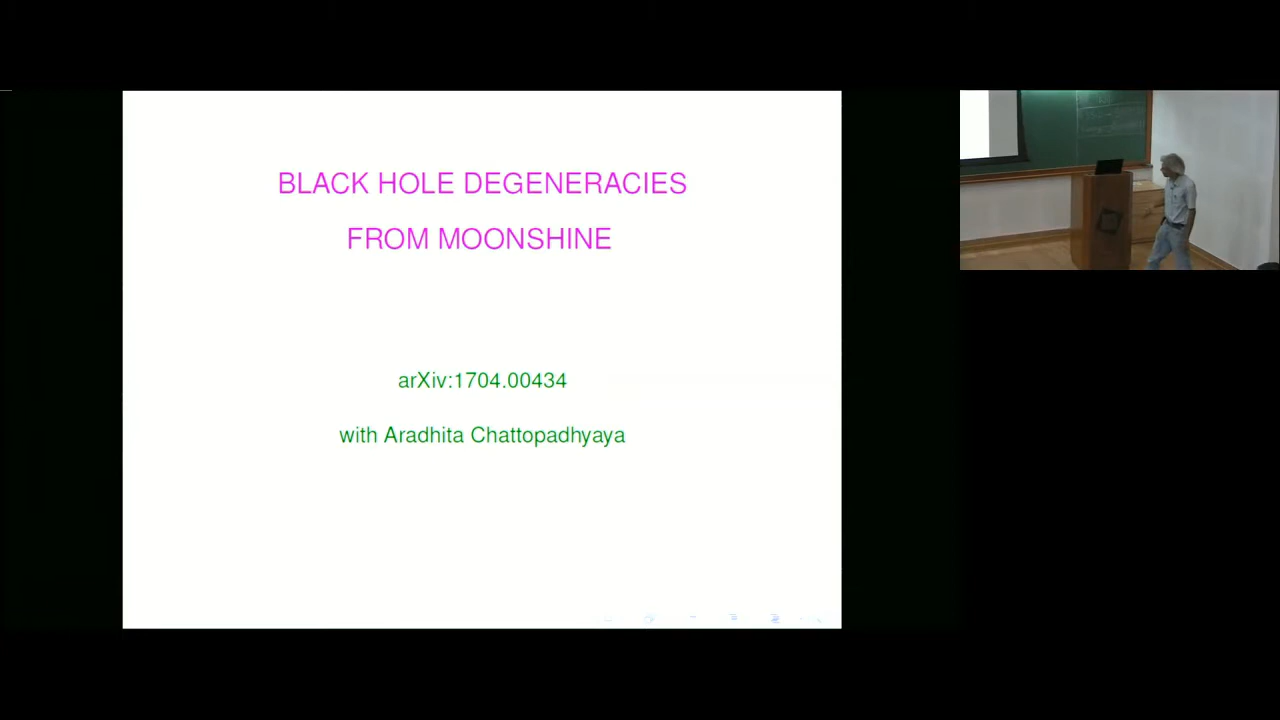 BLACK HOLE DEGENERACIES
FROM MOONSHINE
arXiv:1704.00434
with Aradhita Chattopadhyaya